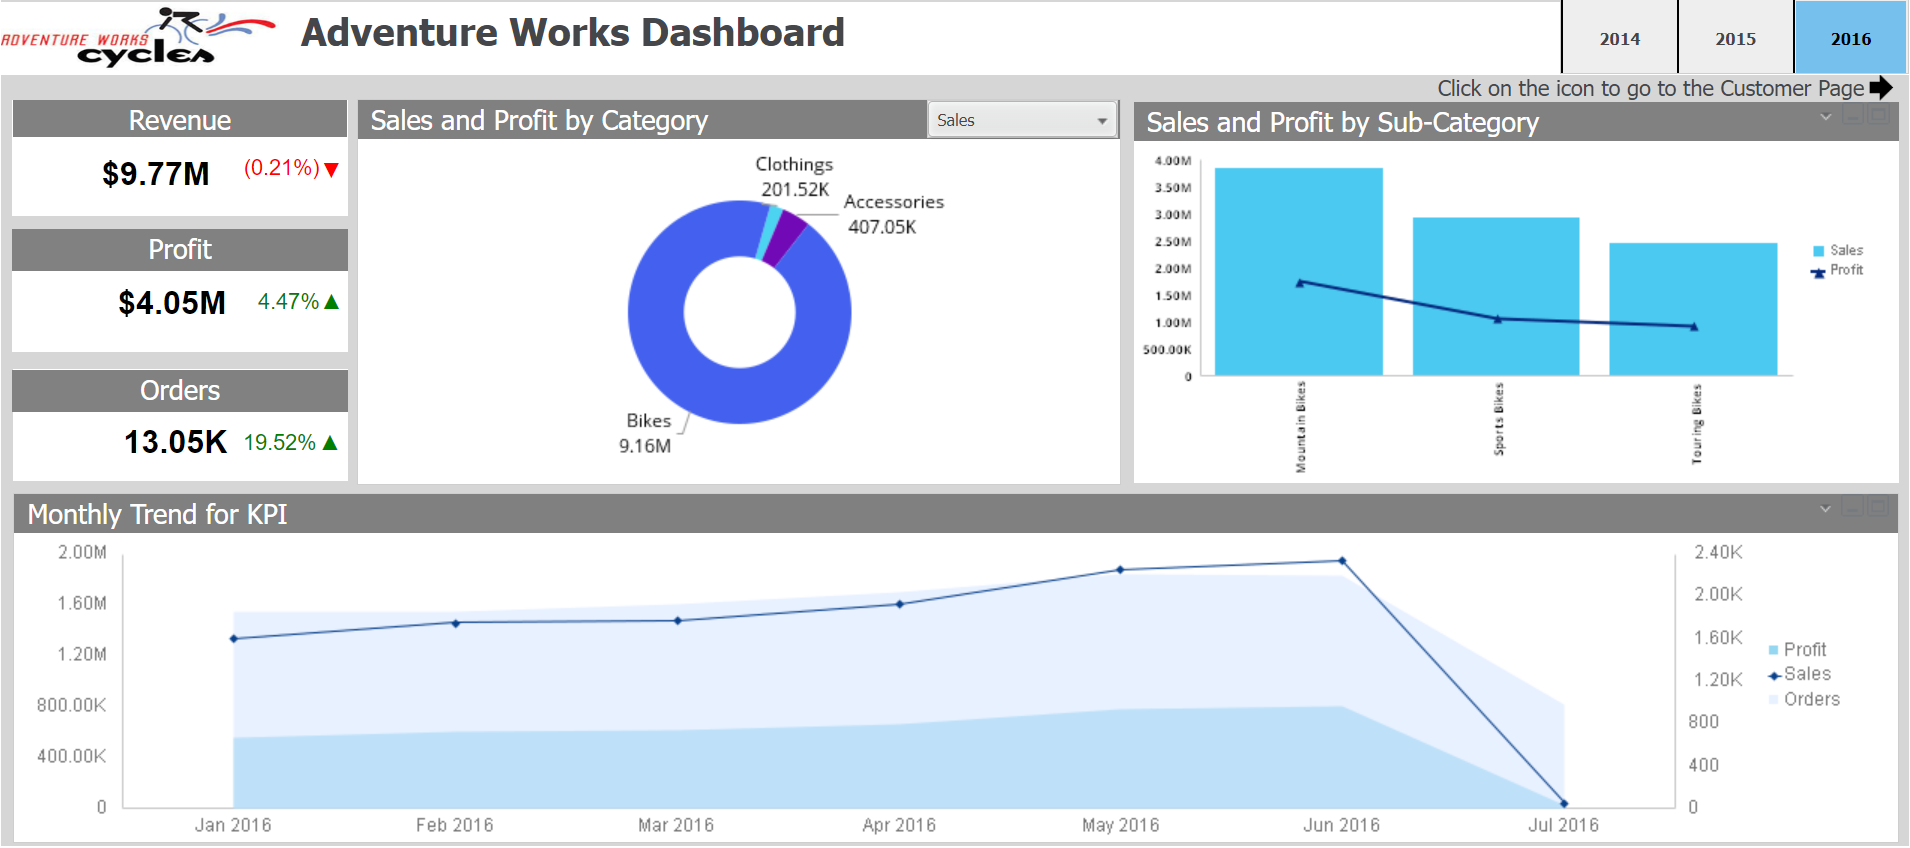 ADVENTURE WORKS
cycles
Adventure Works Dashboard
2014
2015
2016
Click on the icon to go to the Customer Page
Revenue
$9.77M
(0.21%)
Profit
$4.05M
4.47%
Orders
13.05K
19.52%
Sales and Profit by Category
Sales
Clothings
201.52K
Accessories
407.05K
Bikes
9.16M
Sales and Profit by Sub-Category
4.00M
3.50M
3.00M
2.50M
2.00M
1.50M
1.00M
500.00K
0
Mountain Bikes
Sports Bikes
Touring Bikes
Sales
Profit
Monthly Trend for KPI
2.00M
1.60M
1.20M
800.00K
400.00K
0
Jan 2016
Feb 2016
Mar 2016
Apr 2016
May 2016
Jun 2016
Jul 2016
2.40K
2.00K
1.60K
1.20K
800
400
0
Profit
Sales
Orders